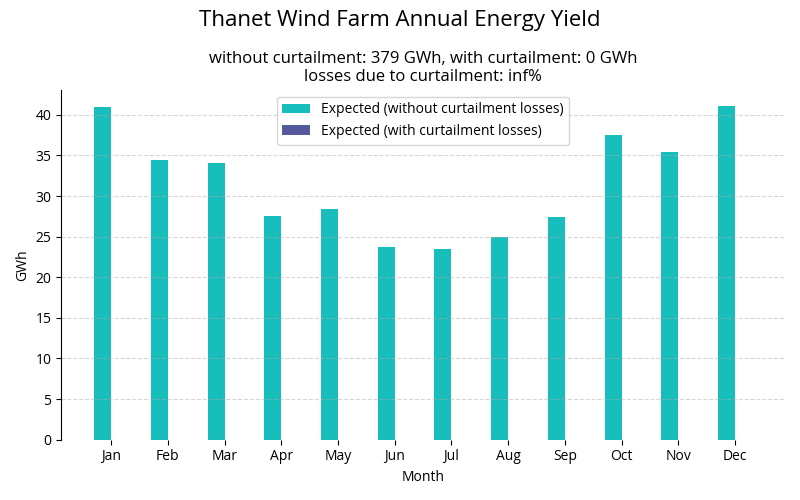 Thanet Wind Farm Annual Energy Yield
without curtailment: 379 GWh, with curtailment: 0 GWh
losses due to curtailment: inf%
Expected (without curtailment losses)
Expected (with curtailment losses)
40
35
30
25
20
15
10
5
0
GWh
Jan Feb Mar Apr May Jun Jul Aug Sep Oct Nov Dec
Month